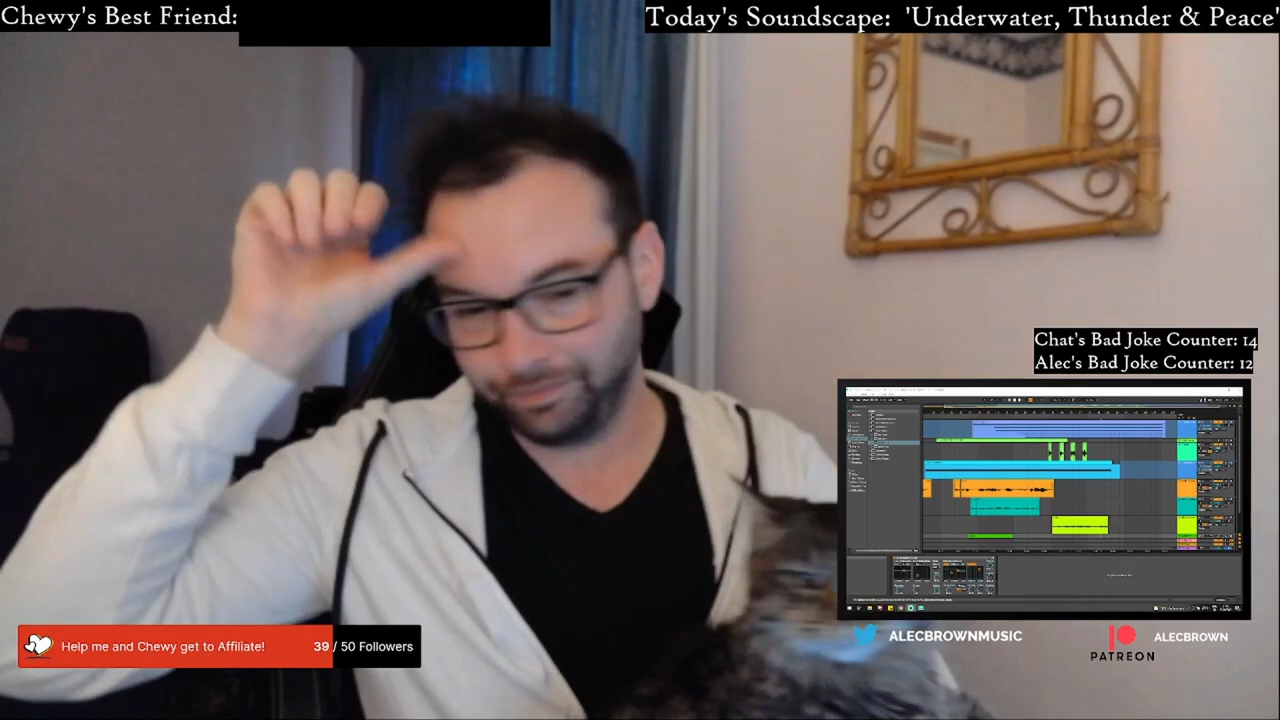 Chewy's Best Friend:
Today's Soundscape: 'Underwater, Thunder & Peace'
Chat's Bad Joke Counter: 14
Alec's Bad Joke Counter: 12
Help me and Chewy get to Affiliate! 39 / 50 Followers
ALECBROWNMUSIC
PATREON
ALECBROWN